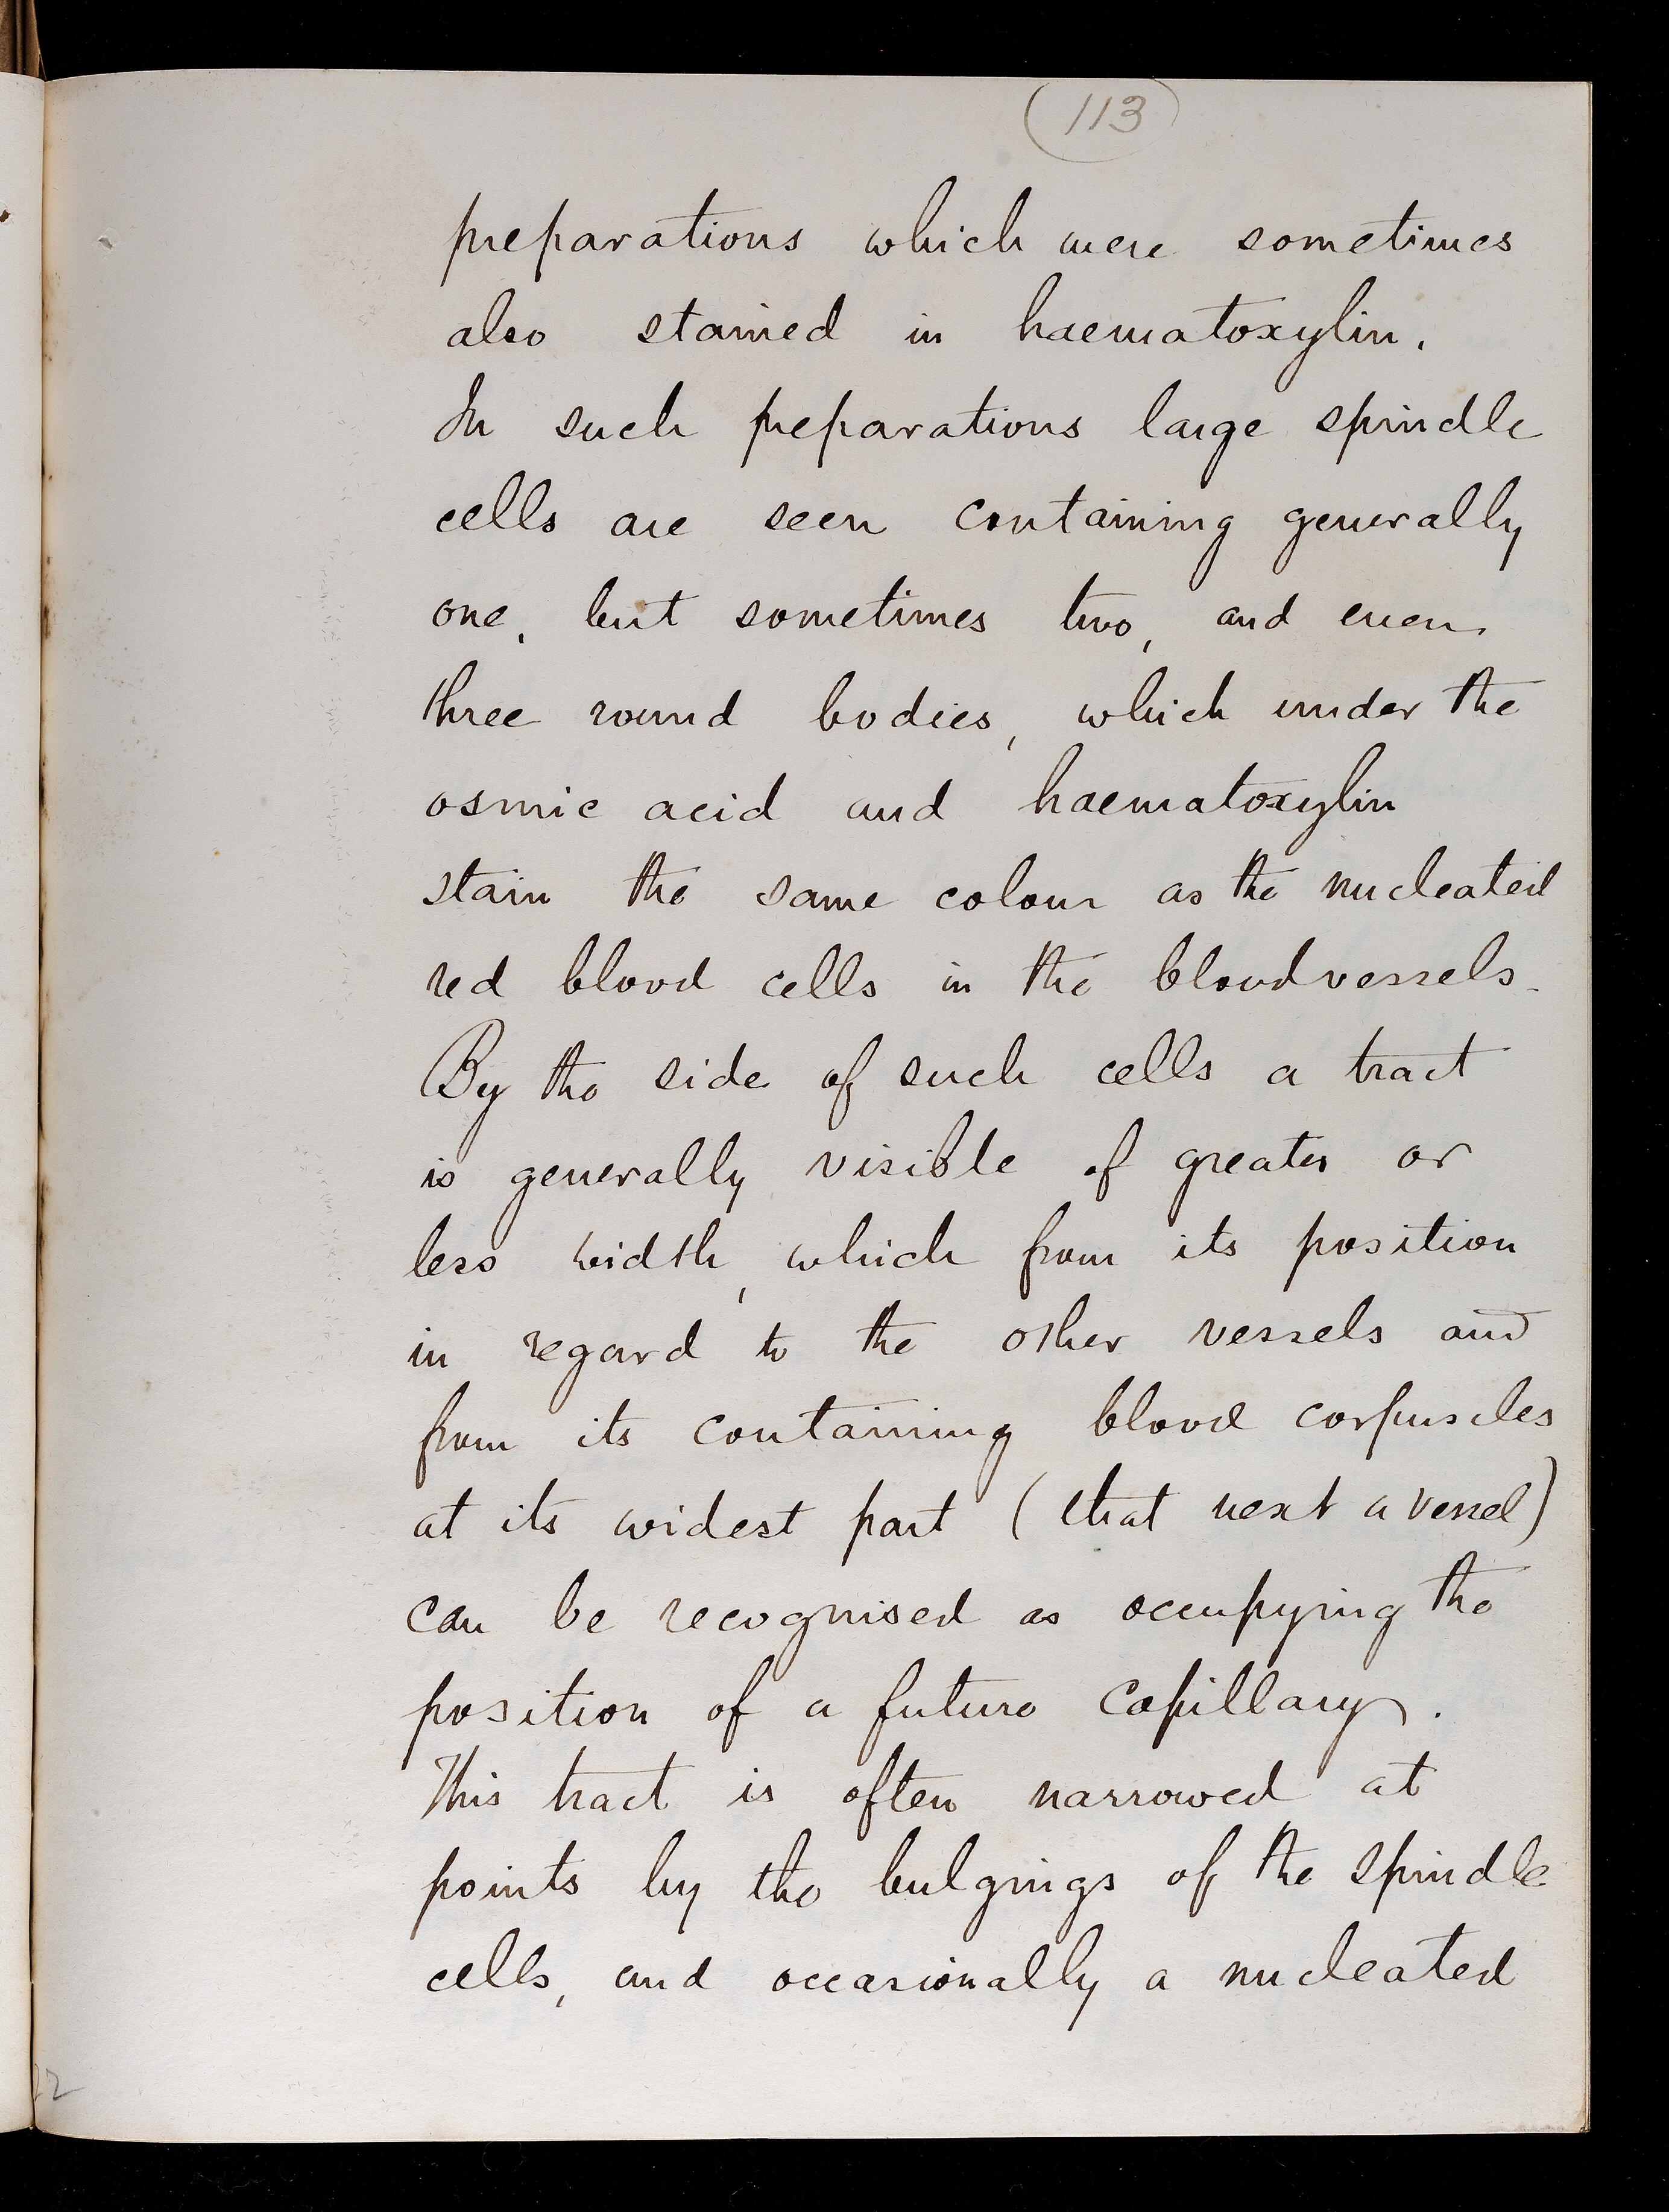 (113)
preparations which were sometimes
also stained in haematoxylin.
In such preparations large spindle
cells are seen containing generally
one, but sometimes two, and even
three round bodies, which under the
osmic acid and haematoxylin
stain the same colour as the nucleated
red blood cells in the bloodvessels.
By the side of such cells a tract
is generally visible of greater or
less width, which from its position
in regard to the other vessels and
from its containing blood corpuscles
at its widest part (that next a vessel)
can be recognised as occupying the
position of a future capillary.
This tract is often narrowed at
points by the bulgings of the spindle
cells, and occasionally a nucleated